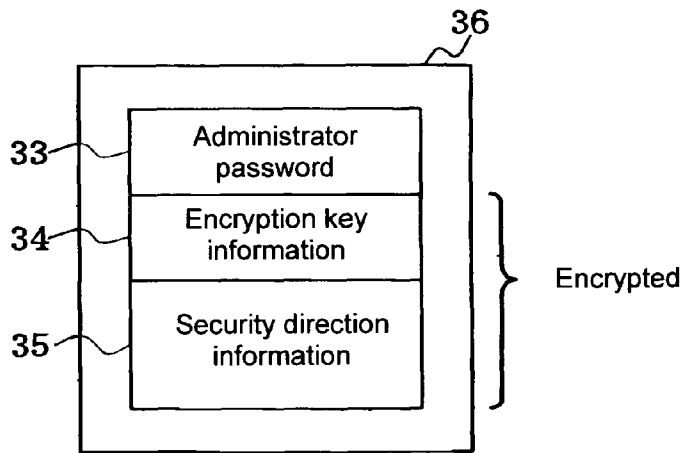 36
33
Administrator
password
34
Encryption key
information
Encrypted
35
Security direction
information